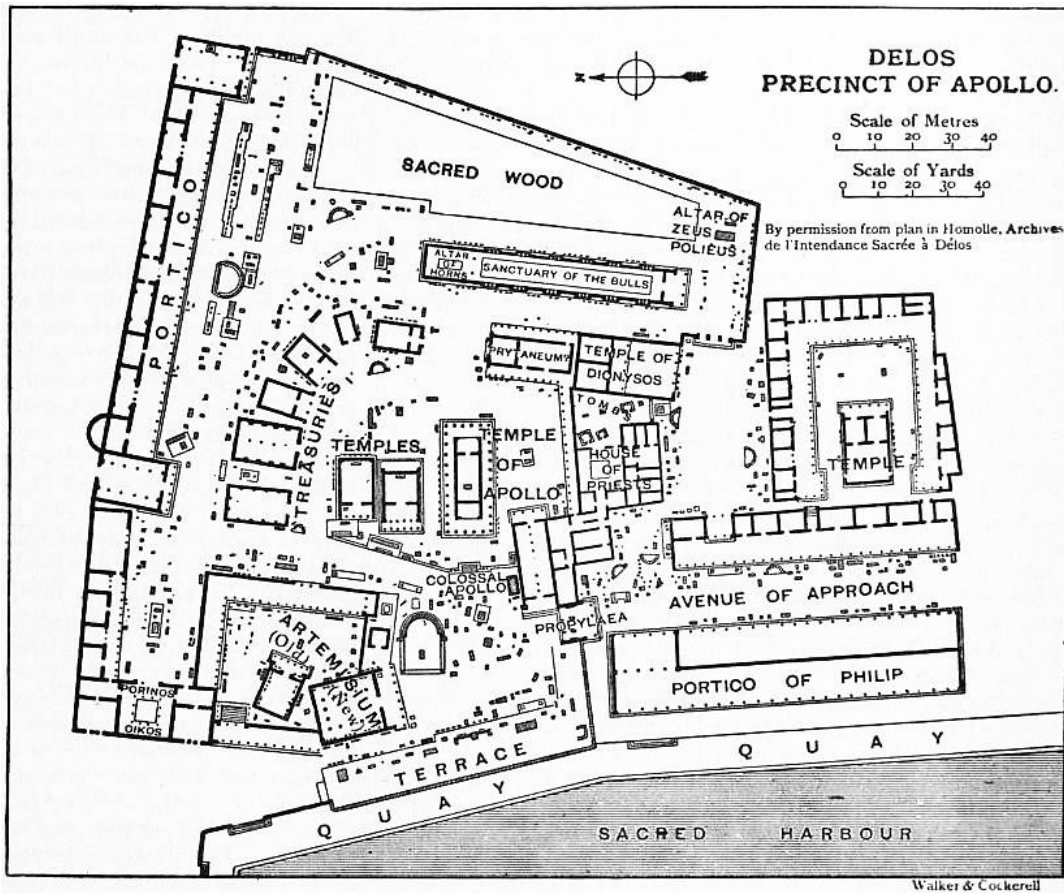 DELOS
PRECINCT OF APOLLO.
N
Scale of Metres
0 10 20 30 40
Scale of Yards
0 10 20 30 40
By permission from plan in Homolle, Archives
de l'Intendance Sacrée à Délos
SACRED WOOD
ALTAR OF
ZEUS
POLIEUS
PORTICO
ALTAR
OF
HORNS
SANCTUARY OF THE BULLS
PRYTANEUM?
TEMPLE OF
DIONYSOS
TOMBS
TREASURIES
TEMPLES
TEMPLE
OF
APOLLO
HOUSE
OF
PRIESTS
TEMPLE
COLOSSAL
APOLLO
AVENUE OF APPROACH
PROPYLAEA
ARTEMISIUM
(Old)
(New)
PORTICO OF PHILIP
PORINOS
OIKOS
TERRACE
QUAY
QUAY
SACRED HARBOUR
Walker & Cockerell